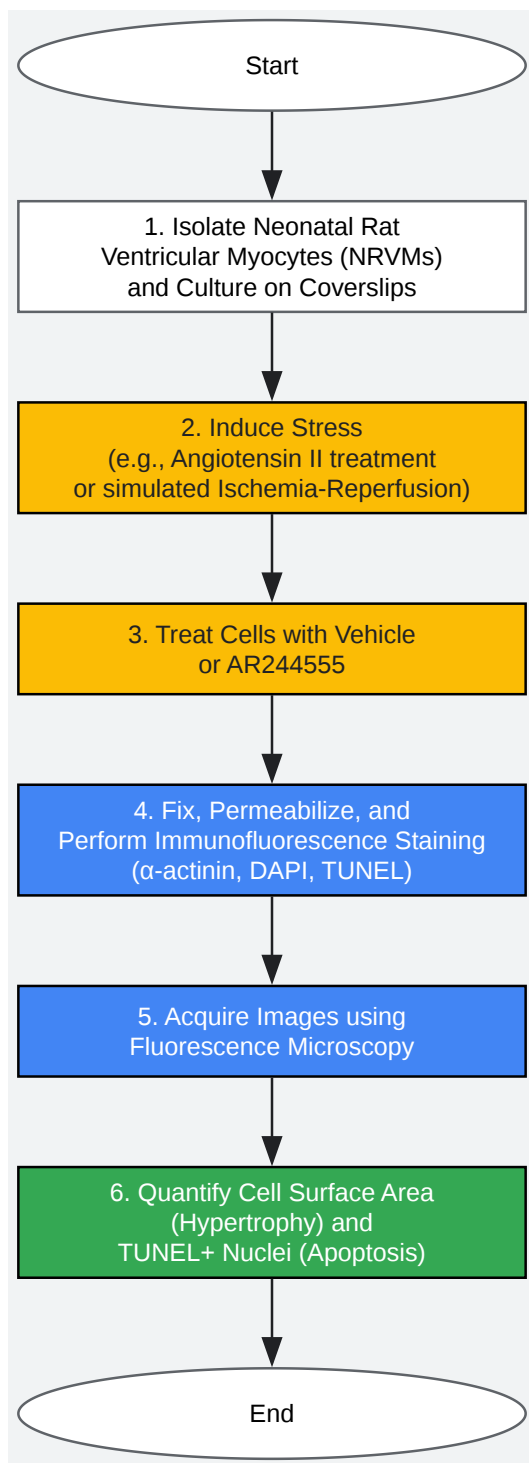 Start
1. Isolate Neonatal Rat
Ventricular Myocytes (NRVMs)
and Culture on Coverslips
2. Induce Stress
(e.g., Angiotensin II treatment
or simulated Ischemia-Reperfusion)
3. Treat Cells with Vehicle
or AR244555
4. Fix, Permeabilize, and
Perform Immunofluorescence Staining
(α-actinin, DAPI, TUNEL)
5. Acquire Images using
Fluorescence Microscopy
6. Quantify Cell Surface Area
(Hypertrophy) and
TUNEL+ Nuclei (Apoptosis)
End